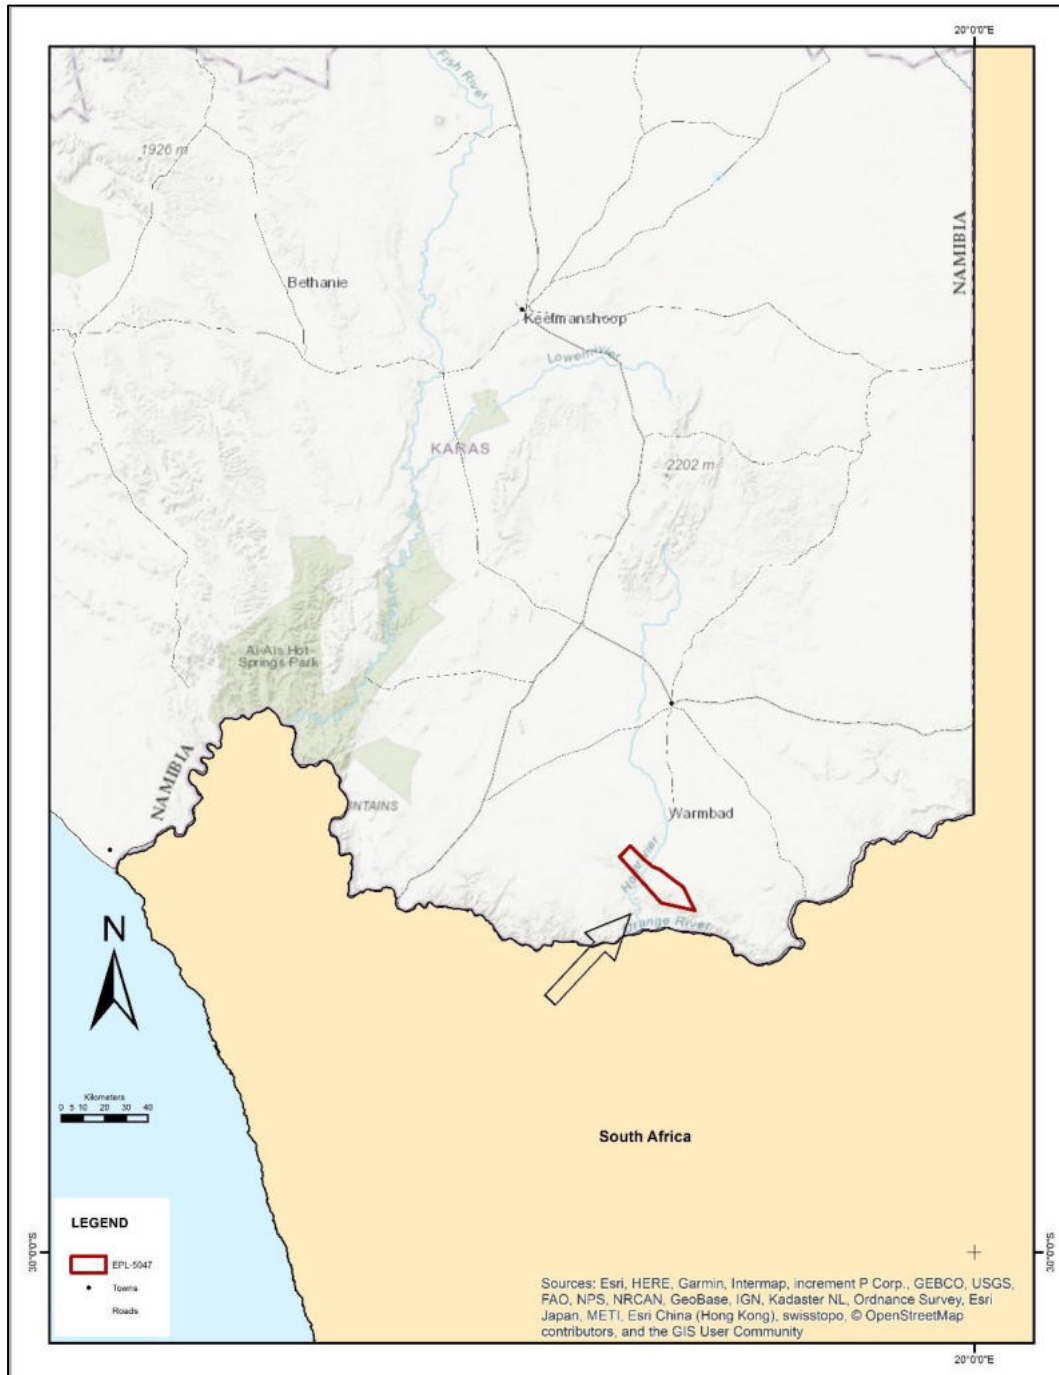 20°0'0"E
Fish River
1926 m
NAMIBIA
Bethanie
Keetmanshoop
Lowenrivier
KARAS
2202 m
Ai-Ais Hot
Springs Park
NAMIBIA
NTAINS
Warmbad
Orange River
N
Kilometers
0 5 10 20 30 40
South Africa
LEGEND
EPL-5047
Towns
Roads
30°0'0"S
30°0'0"S
Sources: Esri, HERE, Garmin, Intermap, increment P Corp., GEBCO, USGS,
FAO, NPS, NRCAN, GeoBase, IGN, Kadaster NL, Ordnance Survey, Esri
Japan, METI, Esri China (Hong Kong), swisstopo, © OpenStreetMap
contributors, and the GIS User Community
20°0'0"E